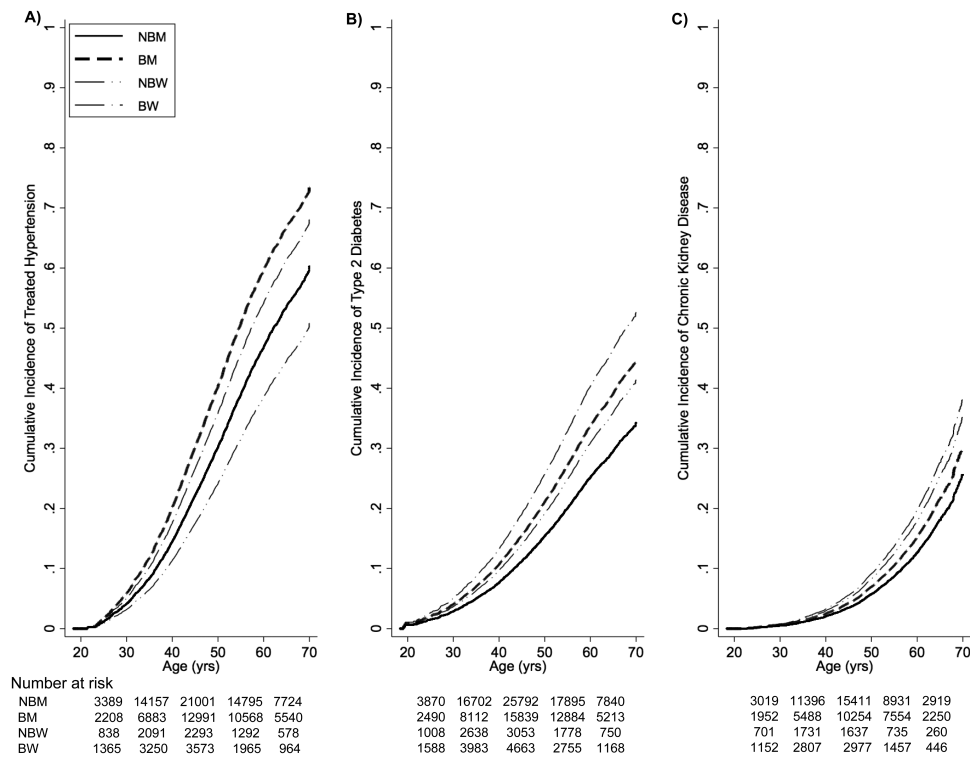 A)
B)
C)
NBM
BM
NBW
BW
Cumulative Incidence of Treated Hypertension
0 .1 .2 .3 .4 .5 .6 .7 .8 .9 1
20 30 40 50 60 70
Age (yrs)
Cumulative Incidence of Type 2 Diabetes
0 .1 .2 .3 .4 .5 .6 .7 .8 .9 1
20 30 40 50 60 70
Age (yrs)
Cumulative Incidence of Chronic Kidney Disease
0 .1 .2 .3 .4 .5 .6 .7 .8 .9 1
20 30 40 50 60 70
Age (yrs)
Number at risk
NBM 3389 14157 21001 14795 7724 3870 16702 25792 17895 7840 3019 11396 15411 8931 2919
BM 2208 6883 12991 10568 5540 2490 8112 15839 12884 5213 1952 5488 10254 7554 2250
NBW 838 2091 2293 1292 578 1008 2638 3053 1778 750 701 1731 1637 735 260
BW 1365 3250 3573 1965 964 1588 3983 4663 2755 1168 1152 2807 2977 1457 446